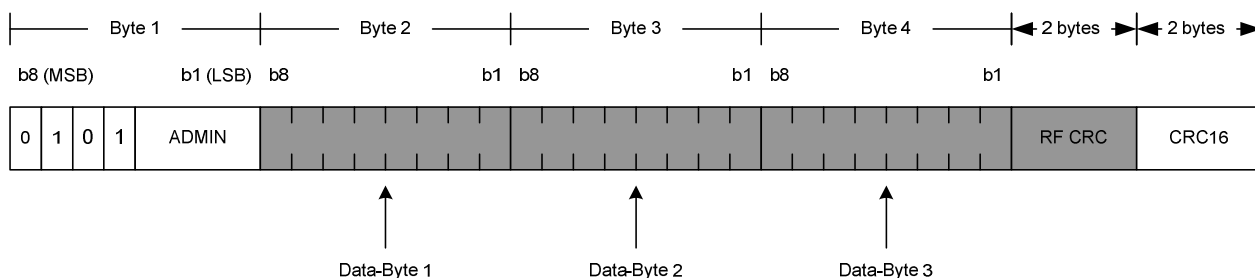 Byte 1 Byte 2 Byte 3 Byte 4 2 bytes 2 bytes
b8 (MSB) b1 (LSB) b8 b1 b8 b1 b8 b1
0 1 0 1 ADMIN RF CRC CRC16
Data-Byte 1 Data-Byte 2 Data-Byte 3